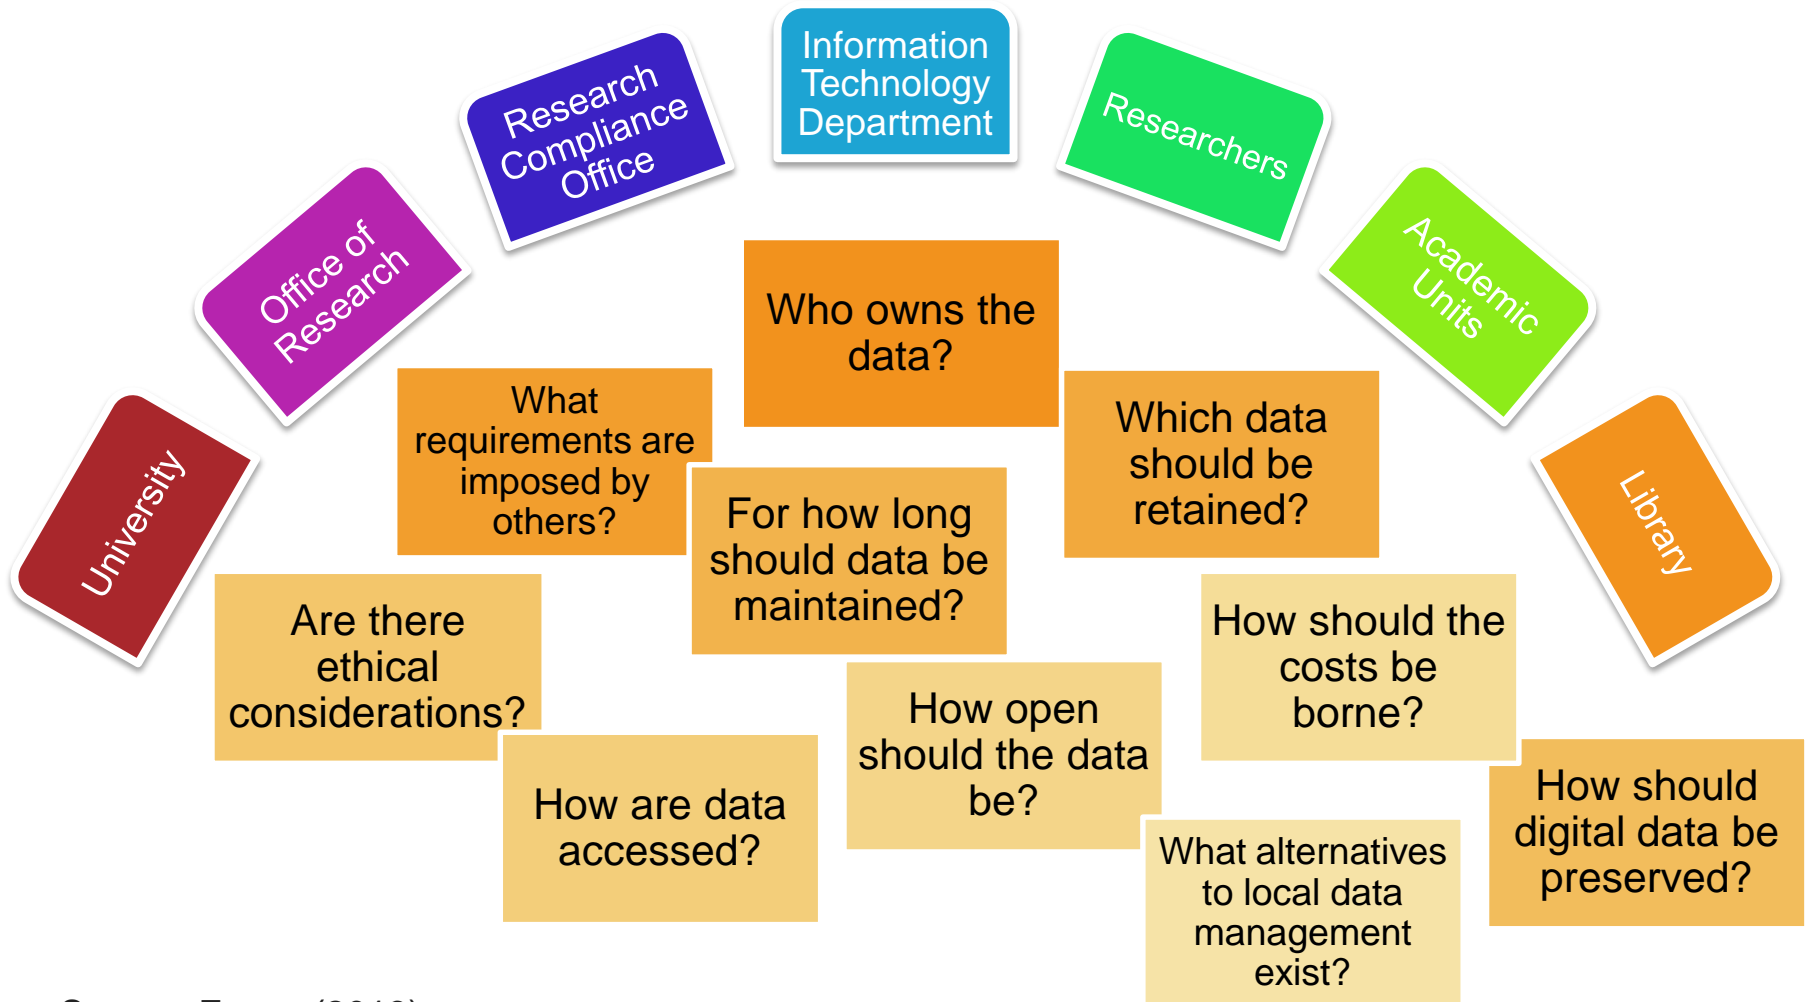 Information
Technology
Department
Research
Compliance
Office
Researchers
Office of
Research
Academic
Units
University
Library
Who owns the
data?
What
requirements are
imposed by
others?
Which data
should be
retained?
For how long
should data be
maintained?
Are there
ethical
considerations?
How should the
costs be
borne?
How open
should the data
be?
How are data
accessed?
How should
digital data be
preserved?
What alternatives
to local data
management
exist?